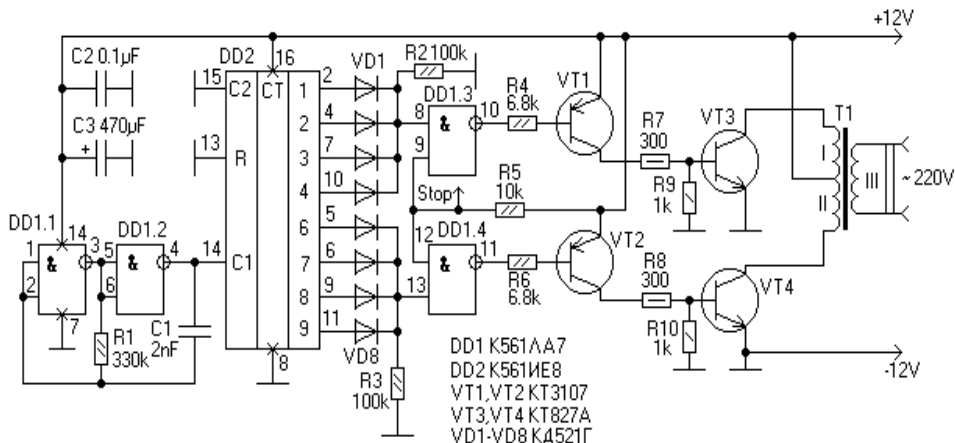 +12V
C2 0.1µF
C3 470µF
+
DD2
16
15
C2
CT
13
R
14
C1
8
1
2
3
4
6
7
8
9
2
4
7
10
5
6
9
11
VD1
VD8
R2 100k
DD1.3
8
9
&
10
R4
6.8k
VT1
R7
300
R9
1k
VT3
T1
I
II
III
~220V
Stop
R5
10k
DD1.4
12
13
&
11
R6
6.8k
VT2
R8
300
R10
1k
VT4
-12V
DD1.1
14
1
2
&
3
7
DD1.2
5
6
&
4
R1
330k
C1
2nF
R3
100k
DD1 К561ЛА7
DD2 К561ИЕ8
VT1,VT2 КТ3107
VT3,VT4 КТ827А
VD1-VD8 КД521Г